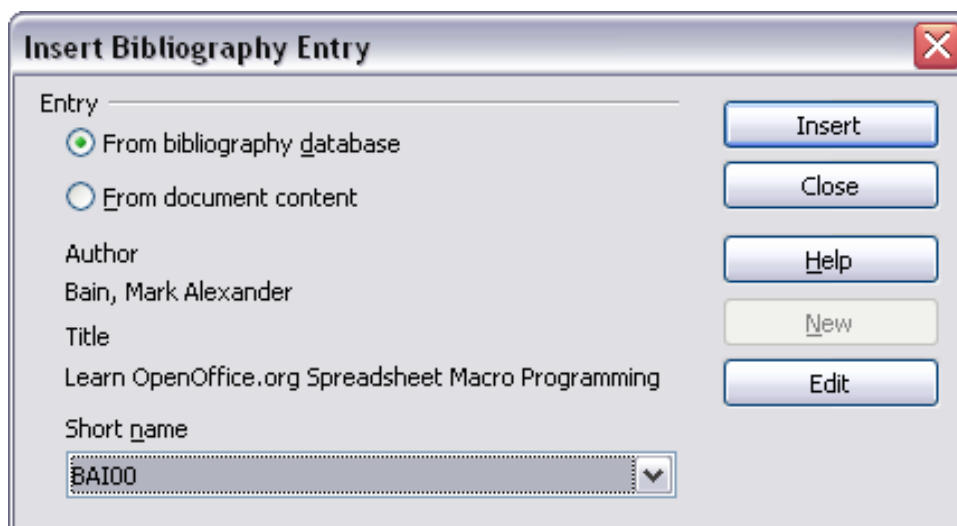 Insert Bibliography Entry
Entry
From bibliography database
From document content
Author
Bain, Mark Alexander
Title
Learn OpenOffice.org Spreadsheet Macro Programming
Short name
BAI00
Insert
Close
Help
New
Edit